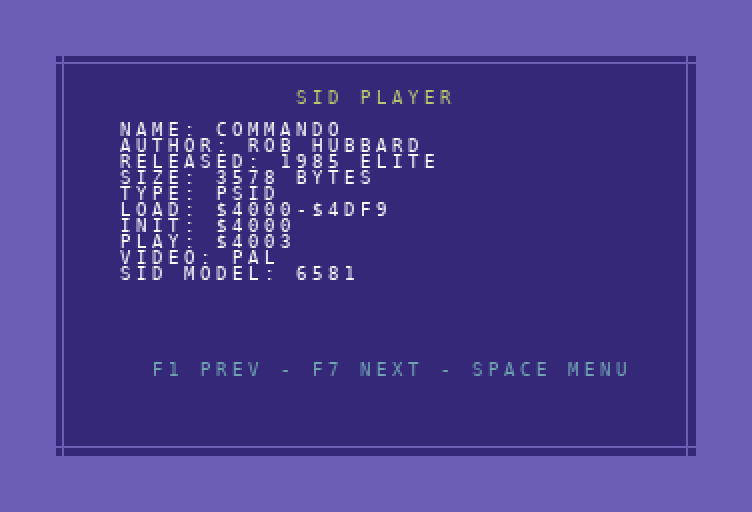 SID PLAYER
NAME: COMMANDO
AUTHOR: ROB HUBBARD
RELEASED: 1985 ELITE
SIZE: 3578 BYTES
TYPE: PSID
LOAD: $4000-$4DF9
INIT: $4000
PLAY: $4003
VIDEO: PAL
SID MODEL: 6581
F1 PREV - F7 NEXT - SPACE MENU